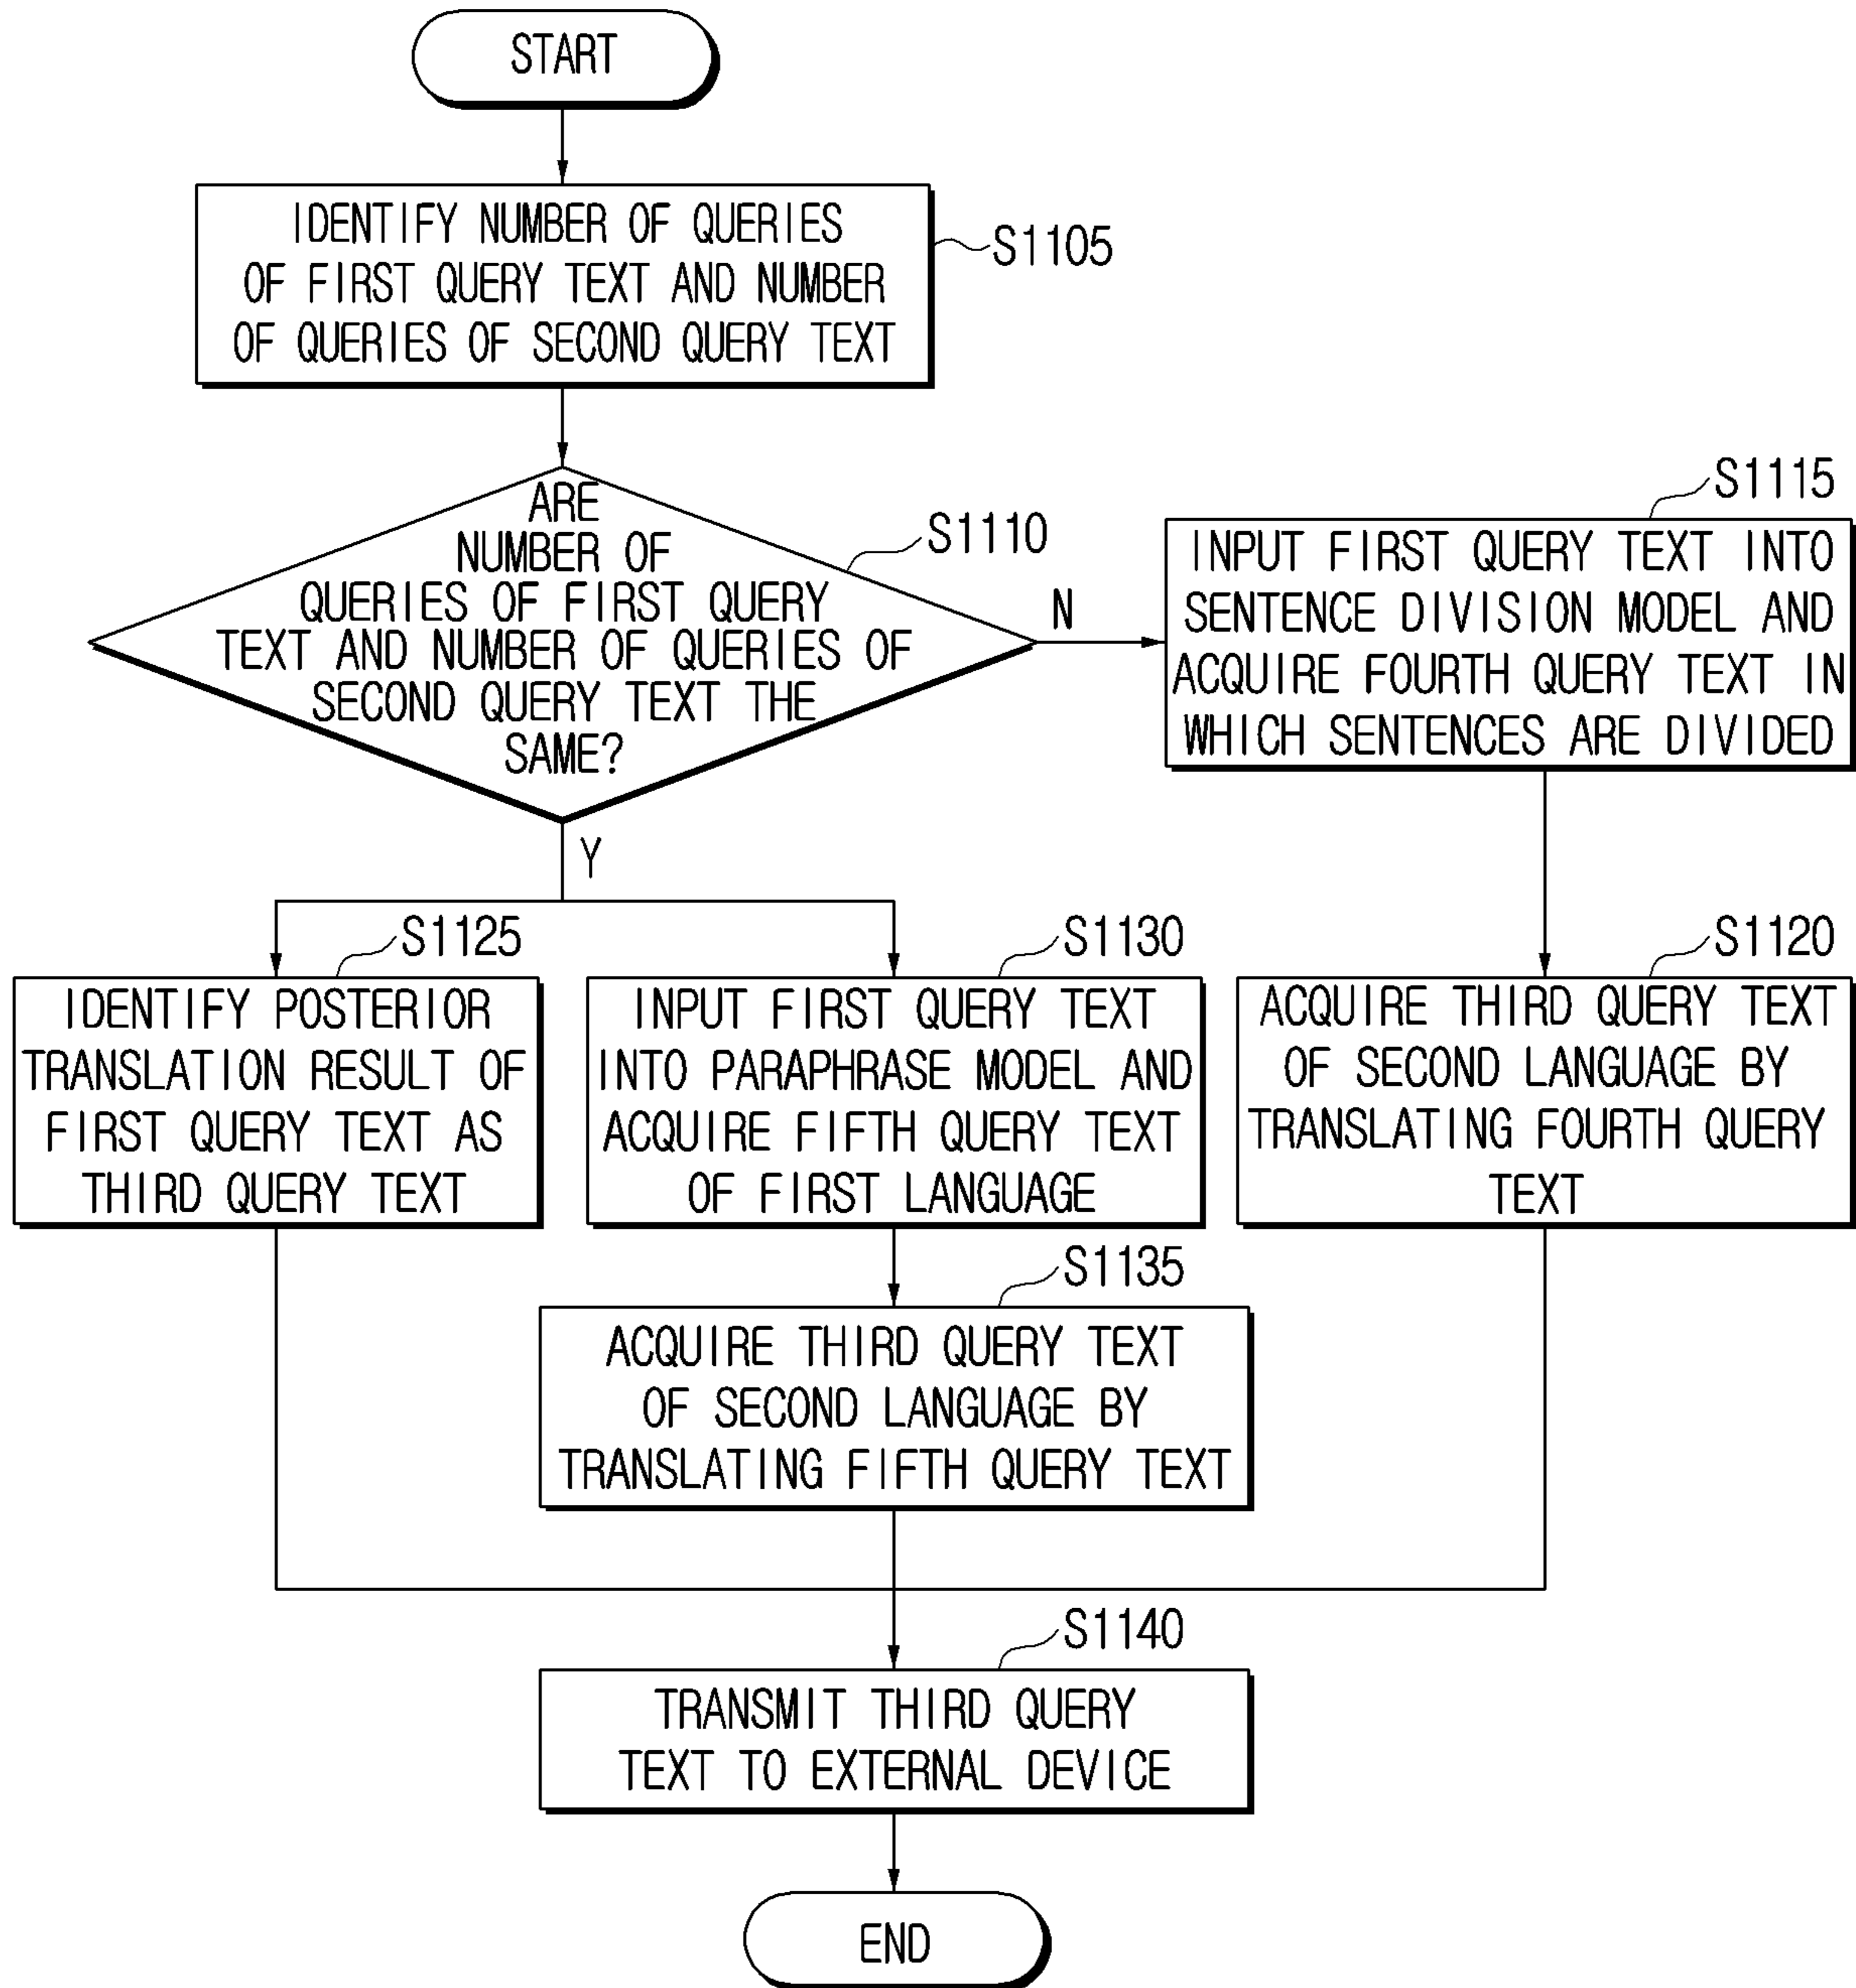 START
IDENTIFY NUMBER OF QUERIES
OF FIRST QUERY TEXT AND NUMBER
OF QUERIES OF SECOND QUERY TEXT
S1105
ARE
NUMBER OF
QUERIES OF FIRST QUERY
TEXT AND NUMBER OF QUERIES OF
SECOND QUERY TEXT THE
SAME?
S1110
N
S1115
INPUT FIRST QUERY TEXT INTO
SENTENCE DIVISION MODEL AND
ACQUIRE FOURTH QUERY TEXT IN
WHICH SENTENCES ARE DIVIDED
Y
S1125
IDENTIFY POSTERIOR
TRANSLATION RESULT OF
FIRST QUERY TEXT AS
THIRD QUERY TEXT
S1130
INPUT FIRST QUERY TEXT
INTO PARAPHRASE MODEL AND
ACQUIRE FIFTH QUERY TEXT
OF FIRST LANGUAGE
S1120
ACQUIRE THIRD QUERY TEXT
OF SECOND LANGUAGE BY
TRANSLATING FOURTH QUERY
TEXT
S1135
ACQUIRE THIRD QUERY TEXT
OF SECOND LANGUAGE BY
TRANSLATING FIFTH QUERY TEXT
S1140
TRANSMIT THIRD QUERY
TEXT TO EXTERNAL DEVICE
END